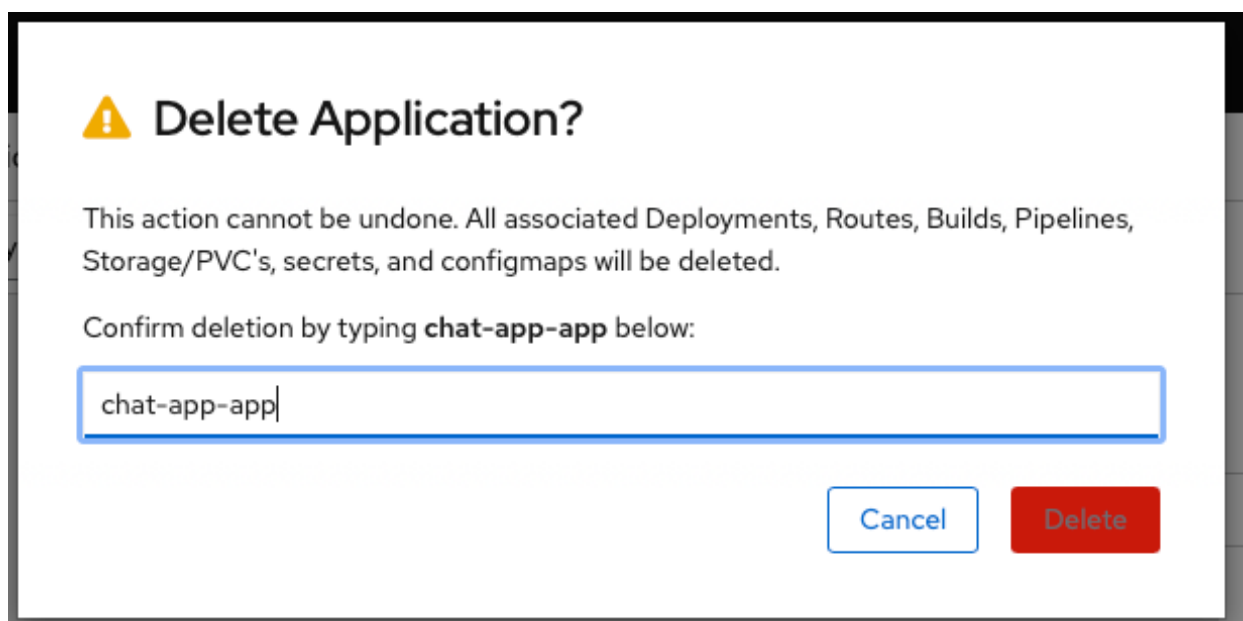 Delete Application?
This action cannot be undone. All associated Deployments, Routes, Builds, Pipelines,
Storage/PVC's, secrets, and configmaps will be deleted.
Confirm deletion by typing chat-app-app below:
chat-app-app
Cancel Delete